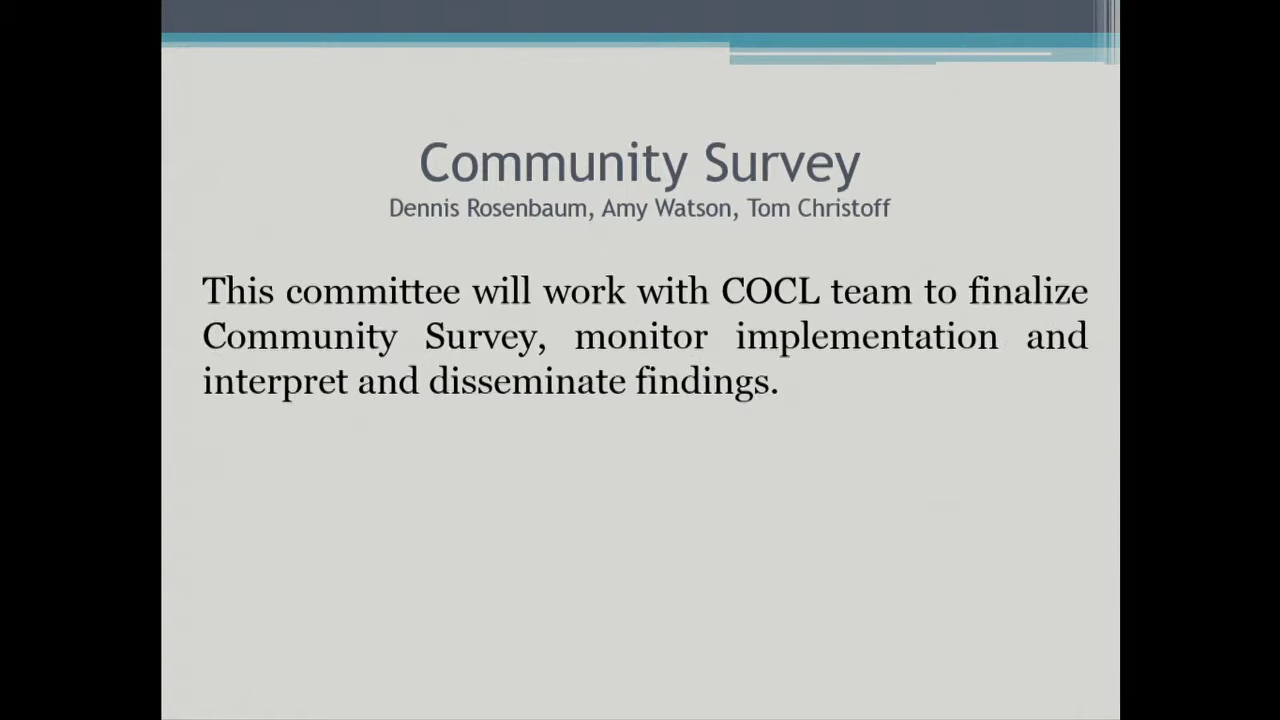 Community Survey
Dennis Rosenbaum, Amy Watson, Tom Christoff
This committee will work with COCL team to finalize
Community Survey, monitor implementation and
interpret and disseminate findings.